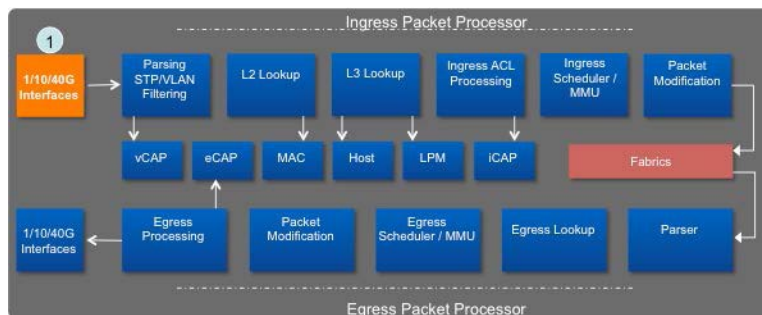 Ingress Packet Processor
1
1/10/40G
Interfaces
Parsing
STP/VLAN
Filtering
L2 Lookup
L3 Lookup
Ingress ACL
Processing
Ingress
Scheduler /
MMU
Packet
Modification
vCAP
eCAP
MAC
Host
LPM
iCAP
Fabrics
1/10/40G
Interfaces
Egress
Processing
Packet
Modification
Egress
Scheduler / MMU
Egress Lookup
Parser
Egress Packet Processor